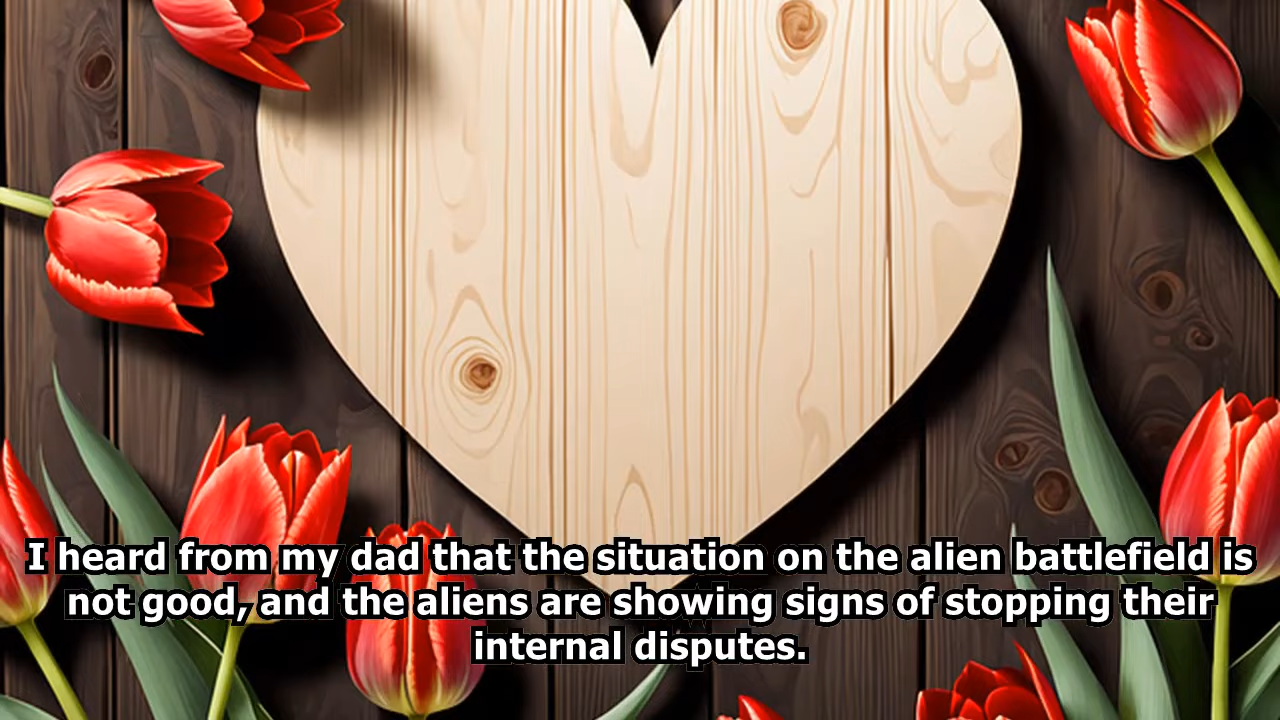 I heard from my dad that the situation on the alien battlefield is
not good, and the aliens are showing signs of stopping their
internal disputes.